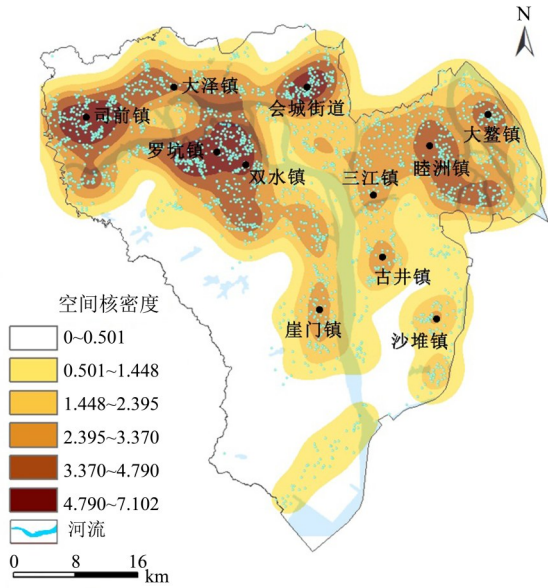 N
大泽镇
会城街道
司前镇
大鳌镇
罗坑镇
双水镇
三江镇
睦洲镇
古井镇
崖门镇
沙堆镇
空间核密度
0~0.501
0.501~1.448
1.448~2.395
2.395~3.370
3.370~4.790
4.790~7.102
河流
0 8 16
km